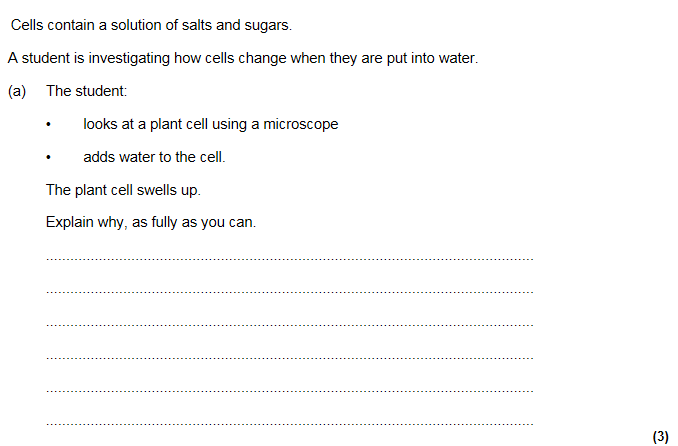 Cells contain a solution of salts and sugars.
A student is investigating how cells change when they are put into water.
(a) The student:
• looks at a plant cell using a microscope
• adds water to the cell.
The plant cell swells up.
Explain why, as fully as you can.
(3)